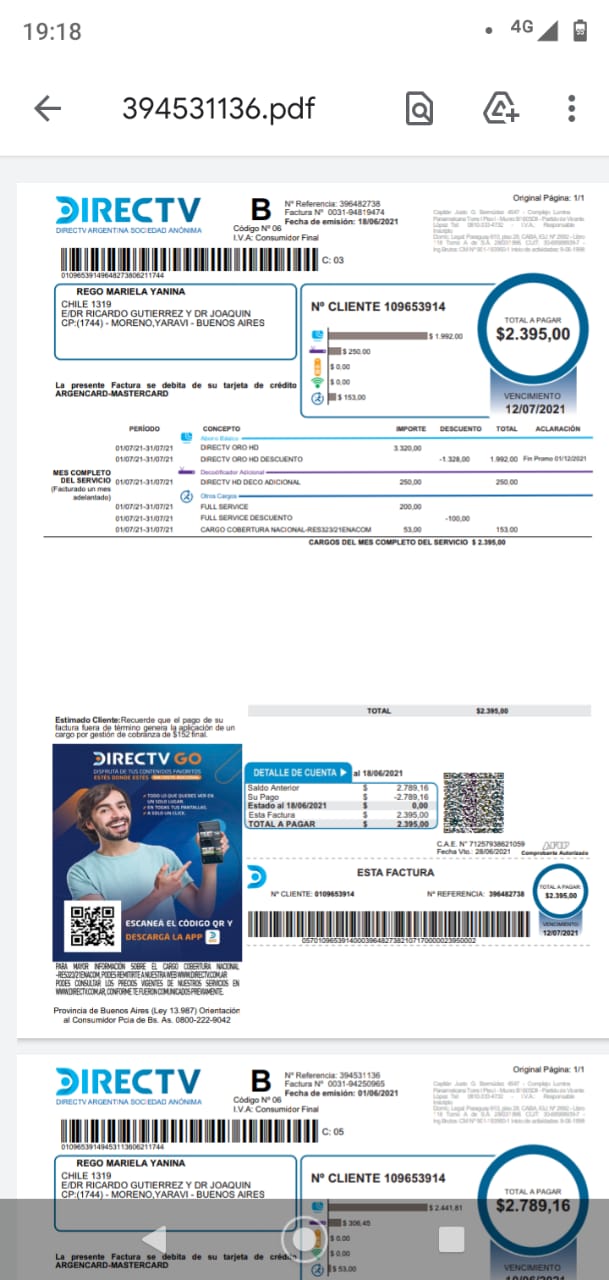 19:18
4G
394531136.pdf
DIRECTV
DIRECTV ARGENTINA SOCIEDAD ANÓNIMA
B
Código Nº 06
I.V.A: Consumidor Final
Nº Referencia: 396482738
Factura Nº 0031-94819474
Fecha de emisión: 18/06/2021
Original Página: 1/1
C: 03
01096539149648273806211744
REGO MARIELA YANINA
CHILE 1319
E/DR RICARDO GUTIERREZ Y DR JOAQUIN
CP:(1744) - MORENO,YARAVI - BUENOS AIRES
La presente Factura se debita de su tarjeta de crédito
ARGENCARD-MASTERCARD
Nº CLIENTE 109653914
$ 1.992,00
$ 250,00
$ 0,00
$ 0,00
$ 153,00
TOTAL A PAGAR
$2.395,00
VENCIMIENTO
12/07/2021
PERÍODO CONCEPTO IMPORTE DESCUENTO TOTAL ACLARACIÓN
Abono Básico
01/07/21-31/07/21 DIRECTV ORO HD 3.320,00
01/07/21-31/07/21 DIRECTV ORO HD DESCUENTO -1.328,00 1.992,00 Fin Promo 01/12/2021
MES COMPLETO
DEL SERVICIO
(Facturado un mes
adelantado)
Decodificador Adicional
01/07/21-31/07/21 DIRECTV HD DECO ADICIONAL 250,00 250,00
Otros Cargos
01/07/21-31/07/21 FULL SERVICE 200,00
01/07/21-31/07/21 FULL SERVICE DESCUENTO -100,00
01/07/21-31/07/21 CARGO COBERTURA NACIONAL-RES323/21ENACOM 53,00 153,00
CARGOS DEL MES COMPLETO DEL SERVICIO $ 2.395,00
TOTAL $2.395,00
Estimado Cliente:Recuerde que el pago de su
factura fuera de término genera la aplicación de un
cargo por gestión de cobranza de $152 final.
DIRECTV GO
DISFRUTÁ DE TUS CONTENIDOS FAVORITOS
ESTÉS DONDE ESTÉS
✓ TODO LO QUE QUERÉS VER EN
UN SOLO LUGAR.
✓ EN TODAS TUS PANTALLAS.
✓ A SOLO UN CLICK.
ESCANEÁ EL CÓDIGO QR Y
DESCARGÁ LA APP
DETALLE DE CUENTA al 18/06/2021
Saldo Anterior $ 2.789,16
Su Pago $ -2.789,16
Estado al 18/06/2021 $ 0,00
Esta Factura $ 2.395,00
TOTAL A PAGAR $ 2.395,00
C.A.E. Nº 71257938621059
Fecha Vto.: 28/06/2021
AFIP
Comprobante Autorizado
ESTA FACTURA
Nº CLIENTE: 0109653914 Nº REFERENCIA: 396482738
TOTAL A PAGAR
$2.395,00
VENCIMIENTO
12/07/2021
PARA MAYOR INFORMACIÓN SOBRE EL CARGO COBERTURA NACIONAL
-RES323/21ENACOM, PODES REMITIRTE A NUESTRA WEB WWW.DIRECTV.COM.AR
PODES CONSULTAR LOS PRECIOS VIGENTES DE NUESTROS SERVICIOS EN
WWW.DIRECTV.COM.AR, CONFORME TE FUERON COMUNICADOS PREVIAMENTE.
Provincia de Buenos Aires (Ley 13.987) Orientación
al Consumidor Pcia de Bs. As. 0800-222-9042
DIRECTV
DIRECTV ARGENTINA SOCIEDAD ANÓNIMA
B
Código Nº 06
I.V.A: Consumidor Final
Nº Referencia: 394531136
Factura Nº 0031-94250965
Fecha de emisión: 01/06/2021
Original Página: 1/1
C: 05
01096539149453113606211744
REGO MARIELA YANINA
CHILE 1319
E/DR RICARDO GUTIERREZ Y DR JOAQUIN
CP:(1744) - MORENO,YARAVI - BUENOS AIRES
La presente Factura se debita de su tarjeta de crédito
ARGENCARD-MASTERCARD
Nº CLIENTE 109653914
$ 2.441,81
$ 306,45
$ 0,00
$ 0,00
$ 53,00
TOTAL A PAGAR
$2.789,16
VENCIMIENTO